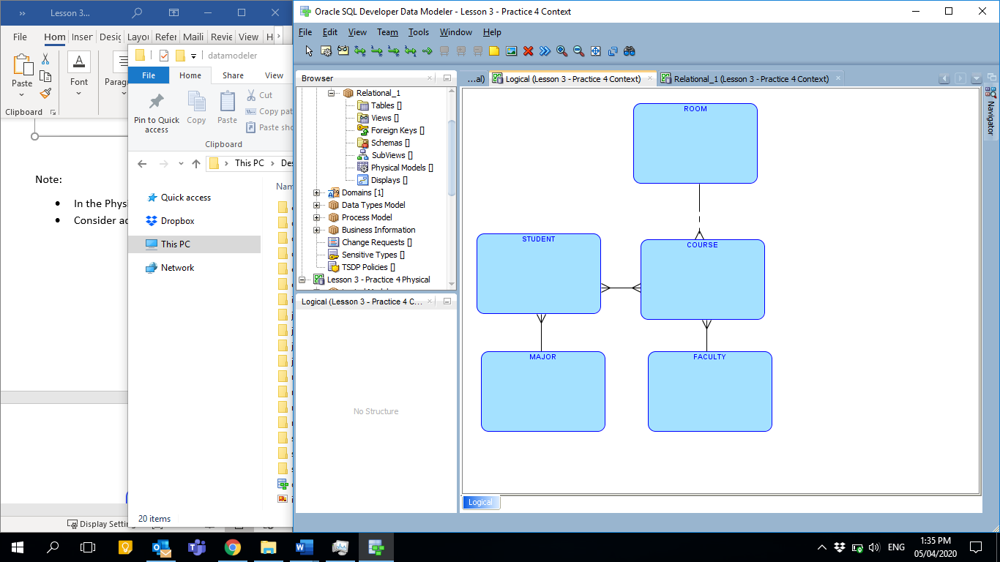 Lesson 3...
File Hom Inser Desig Layou Refer Maili Revie View H
Paste
Font
Paragr
Clipboard
Note:
In the Physi
Consider ad
Display Settin
datamodeler
File Home Share View
Pin to Quick access
Copy
Paste
Cut
Copy pat
Paste sho
Clipboard
This PC
Des
Nam
Quick access
Dropbox
This PC
Network
20 items
Oracle SQL Developer Data Modeler - Lesson 3 - Practice 4 Context
File Edit View Team Tools Window Help
Browser
Relational_1
Tables []
Views []
Foreign Keys []
Schemas []
SubViews []
Physical Models []
Displays []
Domains [1]
Data Types Model
Process Model
Business Information
Change Requests []
Sensitive Types []
TSDP Policies []
Lesson 3 - Practice 4 Physical
Logical (Lesson 3 - Practice 4 C...
No Structure
...al) Logical (Lesson 3 - Practice 4 Context) Relational_1 (Lesson 3 - Practice 4 Context)
Navigator
ROOM
STUDENT
COURSE
MAJOR
FACULTY
Logical
ENG
1:35 PM
05/04/2020